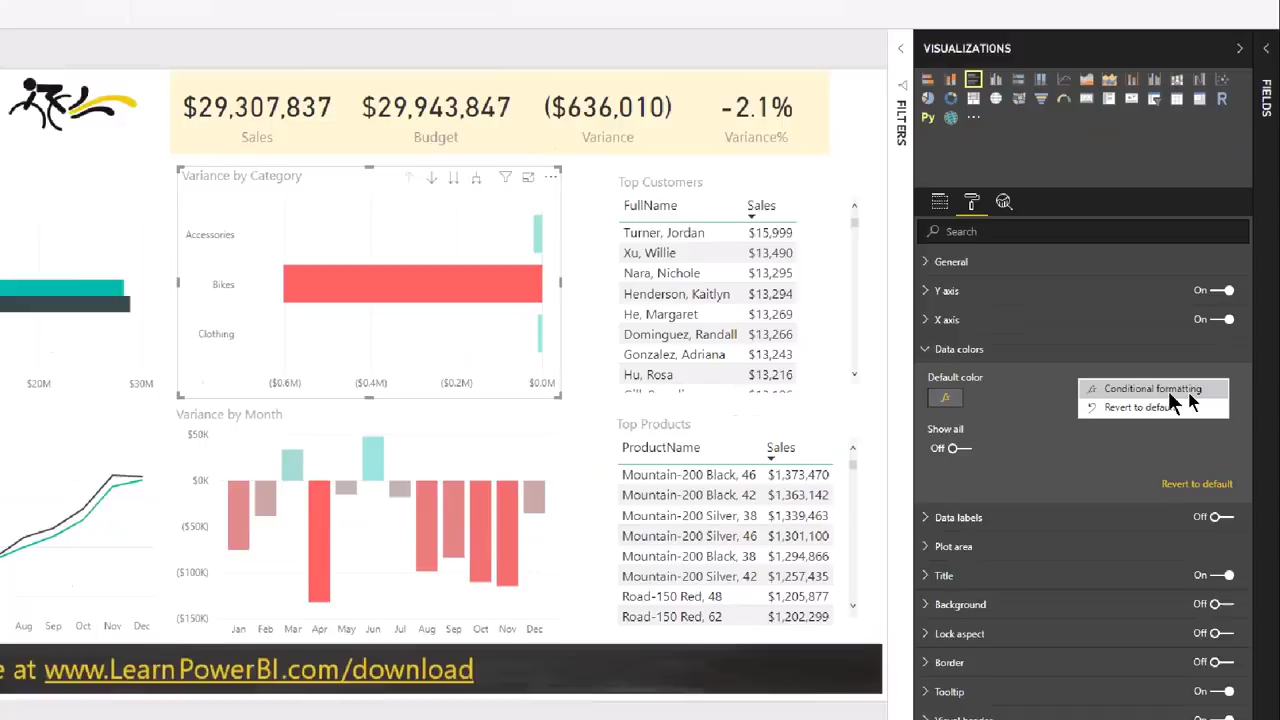 VISUALIZATIONS
FILTERS
FIELDS
$29,307,837 $29,943,847 ($636,010) -2.1%
Sales Budget Variance Variance%
Variance by Category
Accessories
Bikes
Clothing
($0.6M) ($0.4M) ($0.2M) $0.0M
$20M $30M
Top Customers
FullName Sales
Turner, Jordan $15,999
Xu, Willie $13,490
Nara, Nichole $13,295
Henderson, Kaitlyn $13,294
He, Margaret $13,269
Dominguez, Randall $13,266
Gonzalez, Adriana $13,243
Hu, Rosa $13,216
Variance by Month
$50K
$0K
($50K)
($100K)
($150K)
Jan Feb Mar Apr May Jun Jul Aug Sep Oct Nov Dec
Aug Sep Oct Nov Dec
Top Products
ProductName Sales
Mountain-200 Black, 46 $1,373,470
Mountain-200 Black, 42 $1,363,142
Mountain-200 Silver, 38 $1,339,463
Mountain-200 Silver, 46 $1,301,100
Mountain-200 Black, 38 $1,294,866
Mountain-200 Silver, 42 $1,257,435
Road-150 Red, 48 $1,205,877
Road-150 Red, 62 $1,202,299
e at www.LearnPowerBI.com/download
R
Py
Search
General
Y axis On
X axis On
Data colors
Default color
fx
fx Conditional formatting
Revert to default
Show all
Off
Revert to default
Data labels Off
Plot area
Title On
Background Off
Lock aspect Off
Border Off
Tooltip On